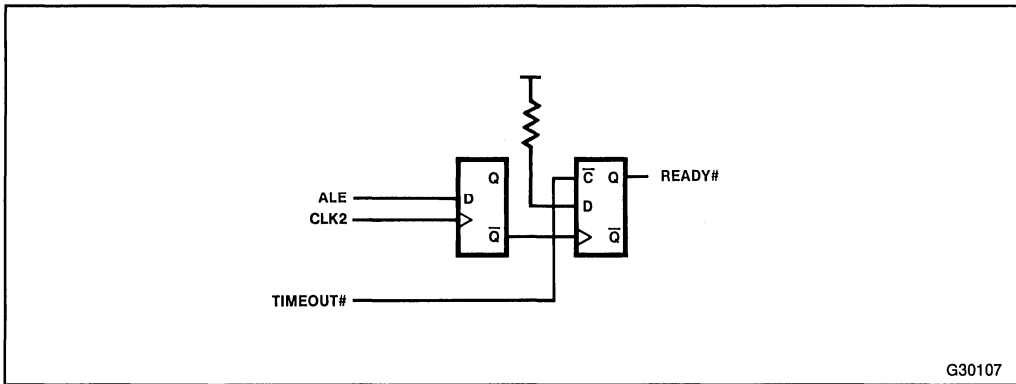 Q
C̅ Q READY#
ALE D
D
CLK2
Q̅ Q̅
TIMEOUT#
G30107